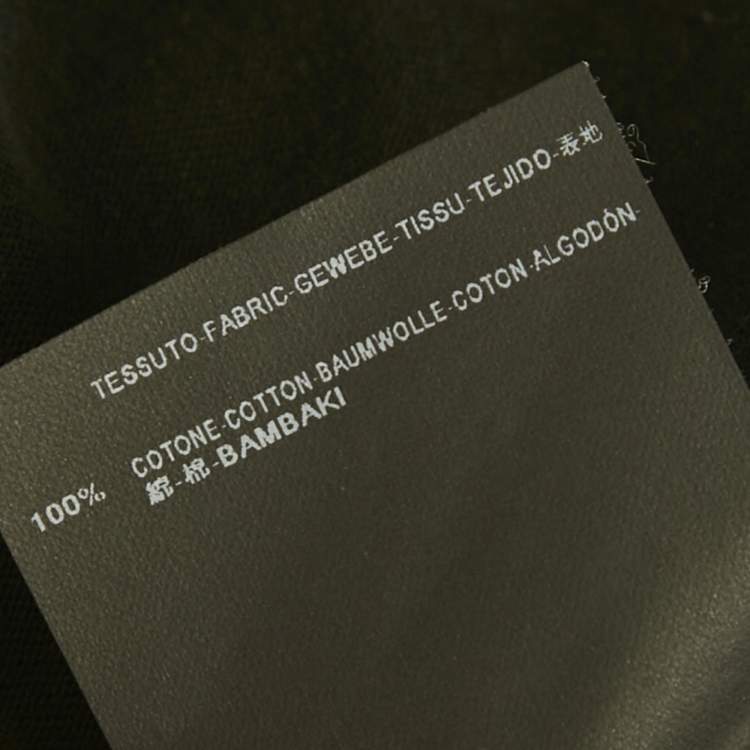 TESSUTO-FABRIC-GEWEBE-TISSU-TEJIDO-表地
100% COTONE-COTTON-BAUMWOLLE-COTON-ALGODÓN-
綿-棉-BAMBAKI